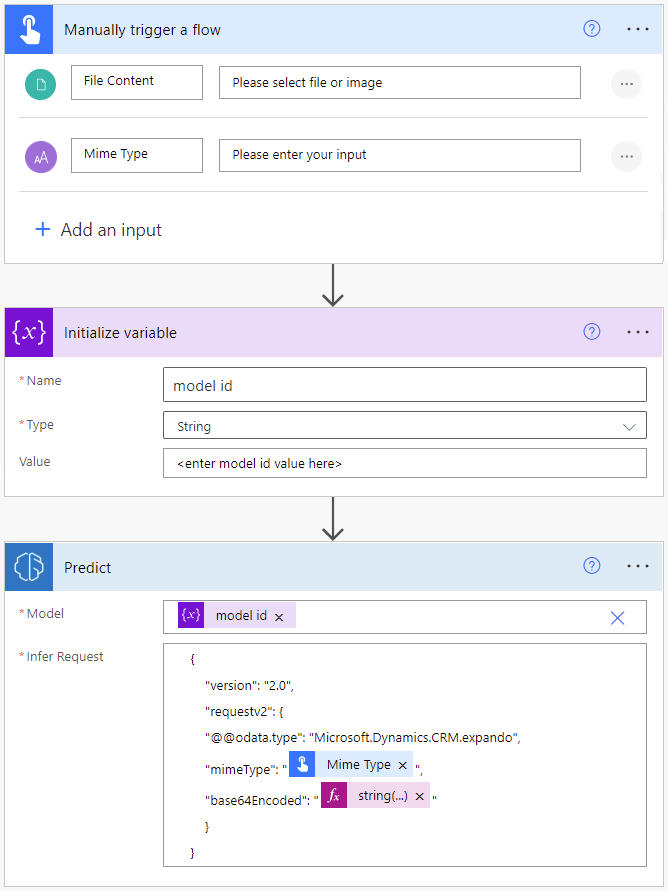 Manually trigger a flow
File Content Please select file or image
AA Mime Type Please enter your input
+ Add an input
{x} Initialize variable
* Name model id
* Type String
Value <enter model id value here>
Predict
* Model {x} model id ×
* Infer Request {
"version": "2.0",
"requestv2": {
"@@odata.type": "Microsoft.Dynamics.CRM.expando",
"mimeType": " Mime Type × ",
"base64Encoded": " fx string(...) × "
}
}